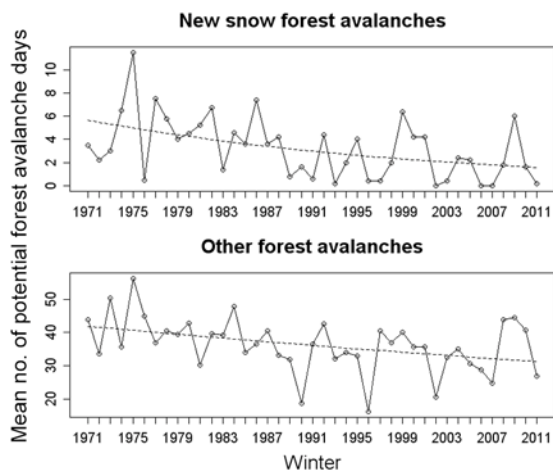 New snow forest avalanches
Mean no. of potential forest avalanche days
10
8
6
4
2
0
1971 1975 1979 1983 1987 1991 1995 1999 2003 2007 2011
Other forest avalanches
50
40
30
20
1971 1975 1979 1983 1987 1991 1995 1999 2003 2007 2011
Winter